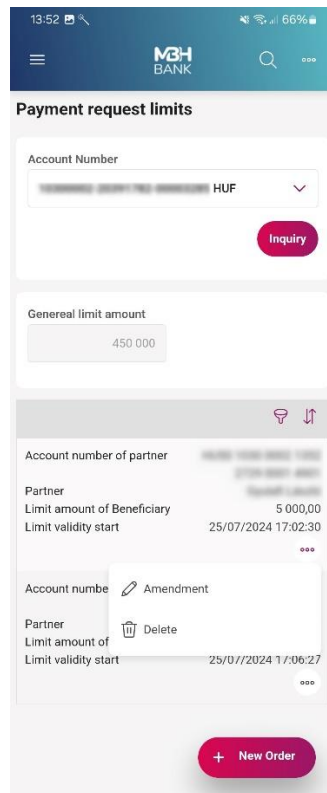 13:52 66%
MBH
BANK
Payment request limits
Account Number
HUF
Inquiry
Genereal limit amount
450 000
Account number of partner
Partner
Limit amount of Beneficiary 5 000,00
Limit validity start 25/07/2024 17:02:30
Account numbe
Amendment
Partner
Delete
Limit amount of
Limit validity start 25/07/2024 17:06:27
+ New Order